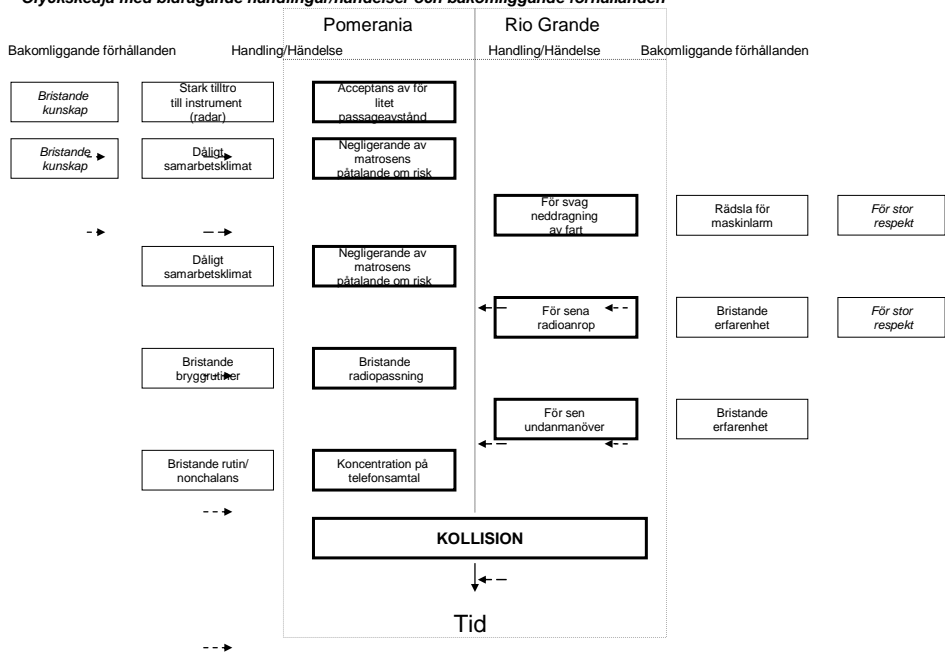 Olyckskedja med bidragande handlingar/händelser och bakomliggande förhållanden
Pomerania
Rio Grande
Bakomliggande förhållanden
Handling/Händelse
Handling/Händelse
Bakomliggande förhållanden
Bristande
kunskap
Stark tilltro
till instrument
(radar)
Acceptans av för
litet
passageavstånd
Bristande
kunskap
Dåligt
samarbetsklimat
Negligerande av
matrosens
påtalande om risk
För svag
neddragning
av fart
Rädsla för
maskinlarm
För stor
respekt
Dåligt
samarbetsklimat
Negligerande av
matrosens
påtalande om risk
För sena
radioanrop
Bristande
erfarenhet
För stor
respekt
Bristande
bryggrutiner
Bristande
radiopassning
För sen
undanmanöver
Bristande
erfarenhet
Bristande rutin/
nonchalans
Koncentration på
telefonsamtal
KOLLISION
Tid